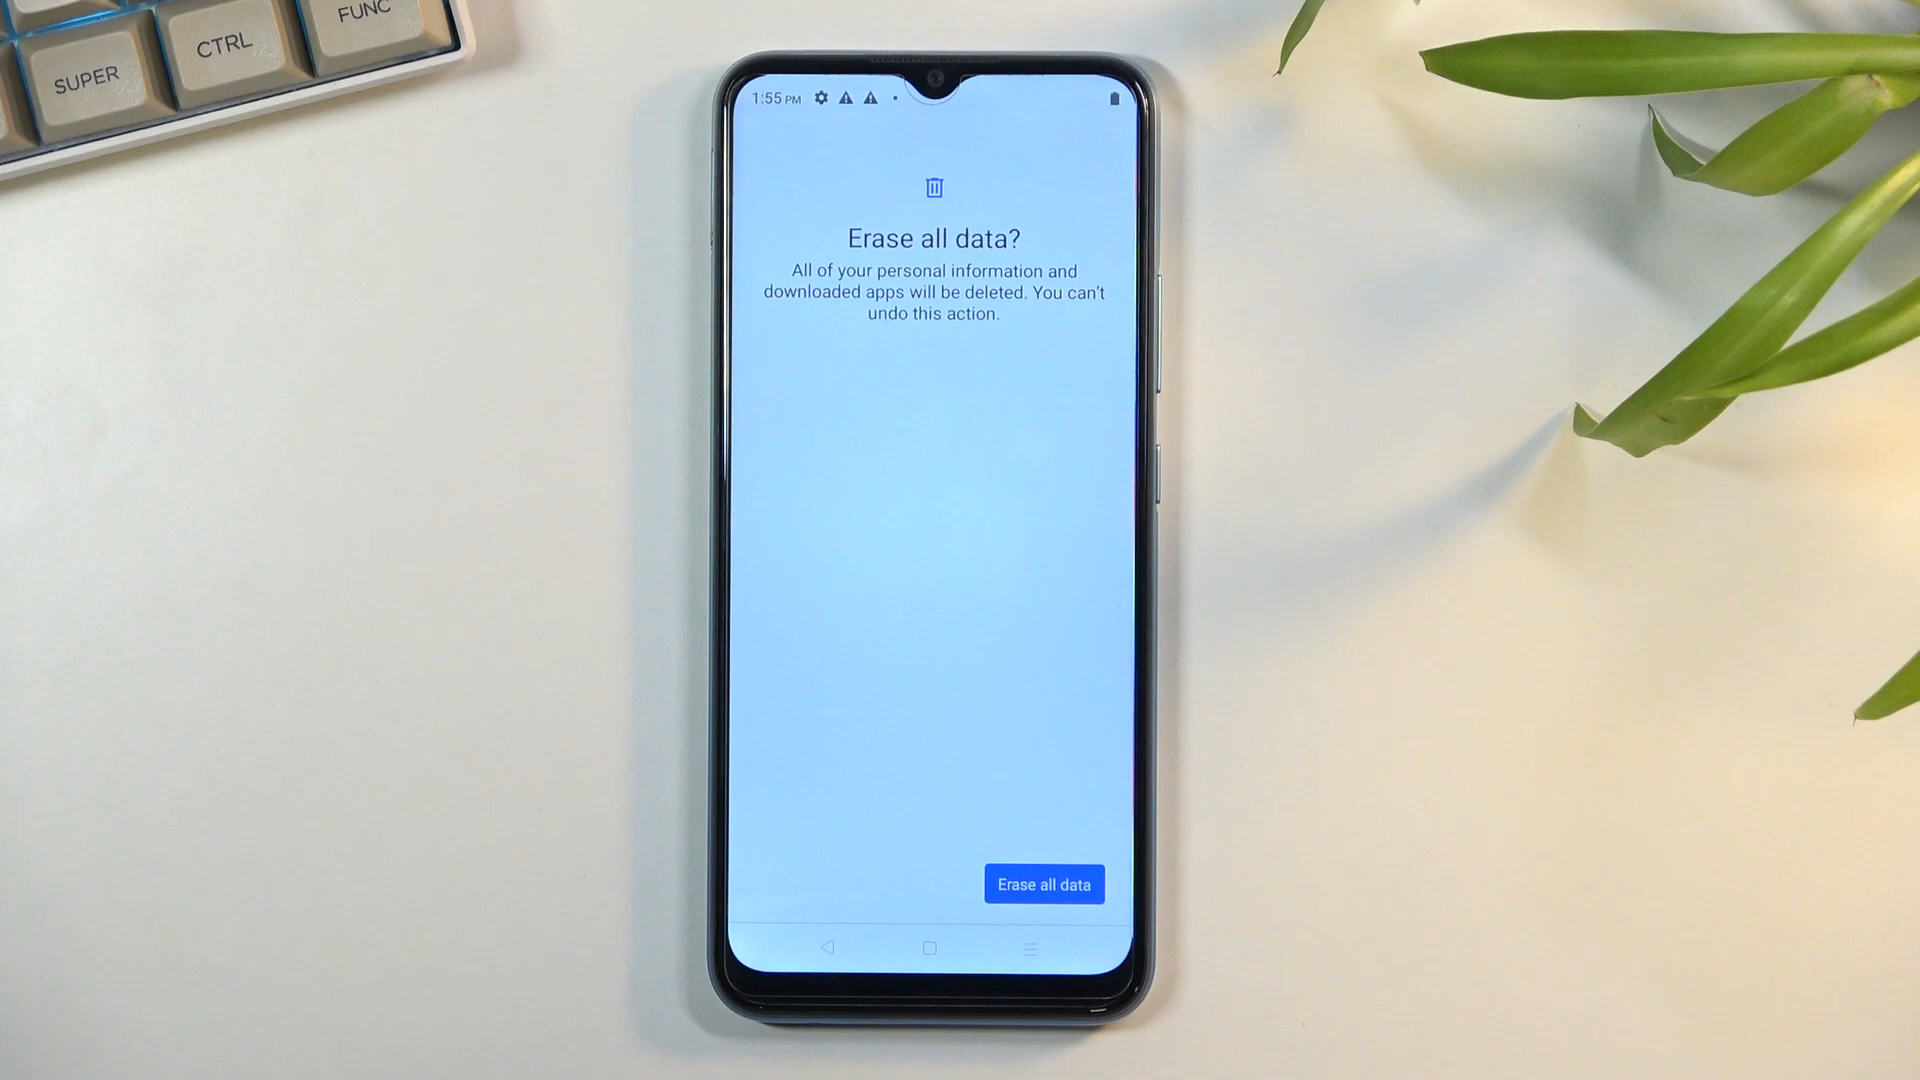 FUNC
CTRL
SUPER
1:55 PM
Erase all data?
All of your personal information and
downloaded apps will be deleted. You can't
undo this action.
Erase all data